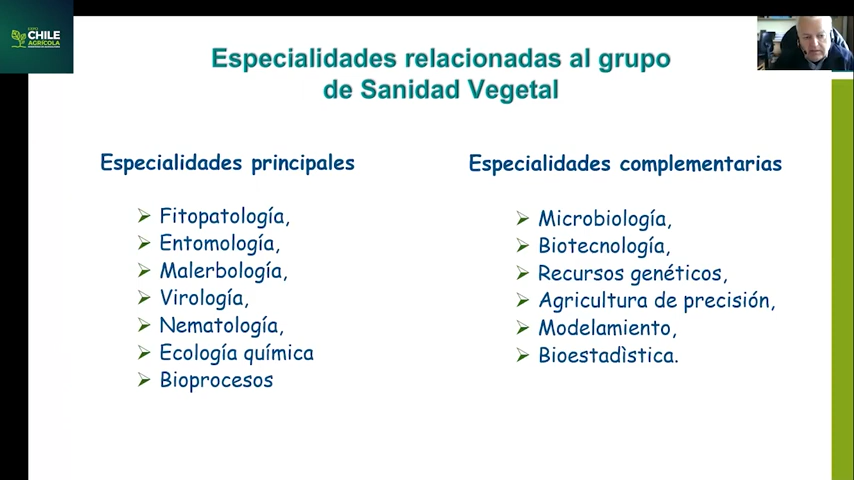 EXPO
CHILE
AGRÍCOLA
Especialidades relacionadas al grupo
de Sanidad Vegetal
Especialidades principales
Fitopatología,
Entomología,
Malerbología,
Virología,
Nematología,
Ecología química
Bioprocesos
Especialidades complementarias
Microbiología,
Biotecnología,
Recursos genéticos,
Agricultura de precisión,
Modelamiento,
Bioestadìstica.